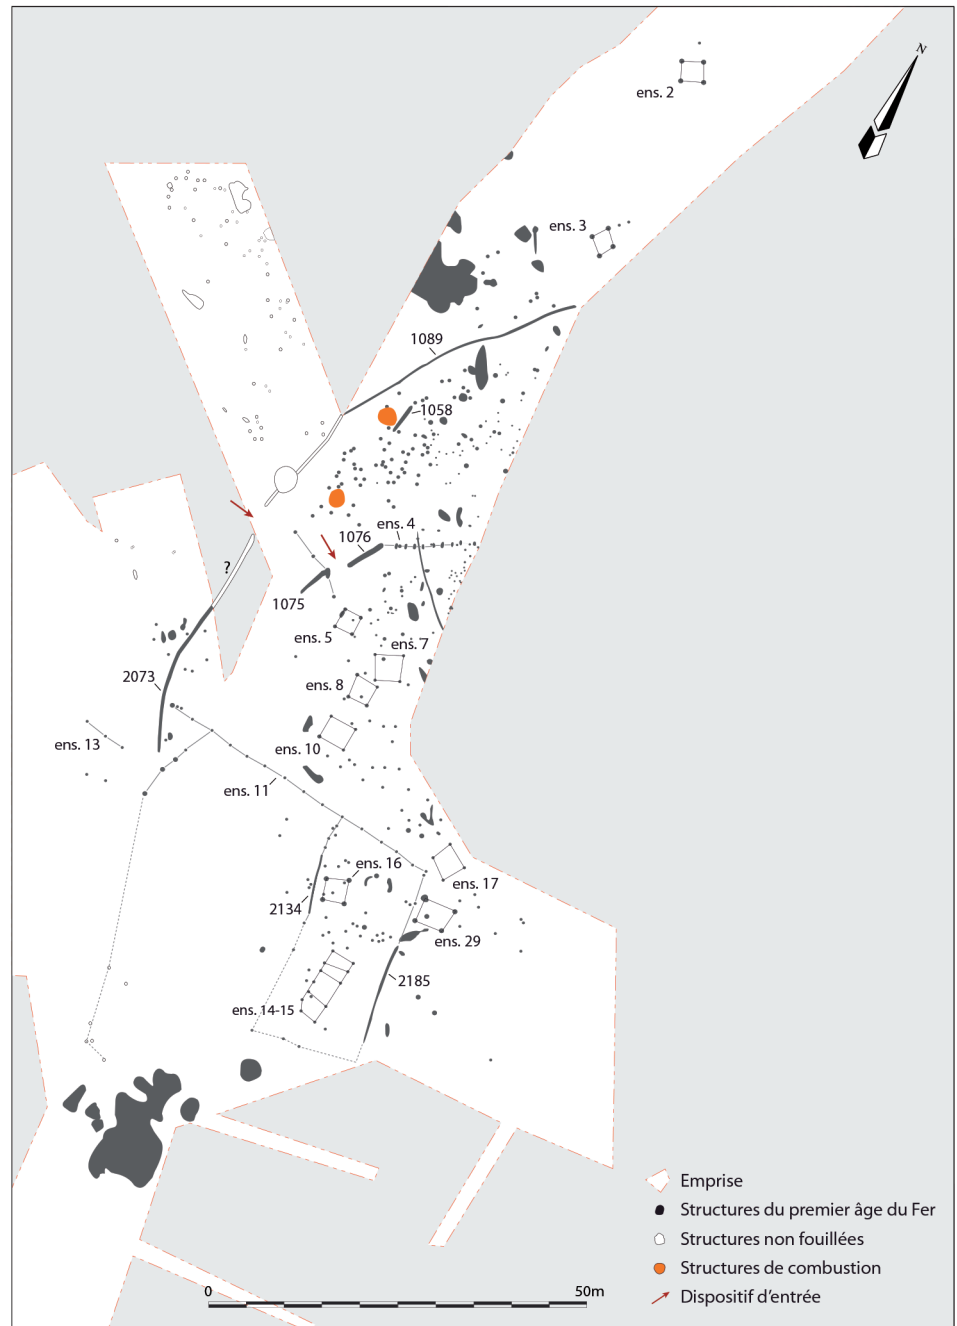 N
ens. 2
ens. 3
1089
1058
ens. 4
1076
?
1075
ens. 5
ens. 7
2073
ens. 8
ens. 13
ens. 10
ens. 11
ens. 16
ens. 17
2134
ens. 29
2185
ens. 14-15
Emprise
Structures du premier âge du Fer
Structures non fouillées
Structures de combustion
Dispositif d’entrée
0 50m